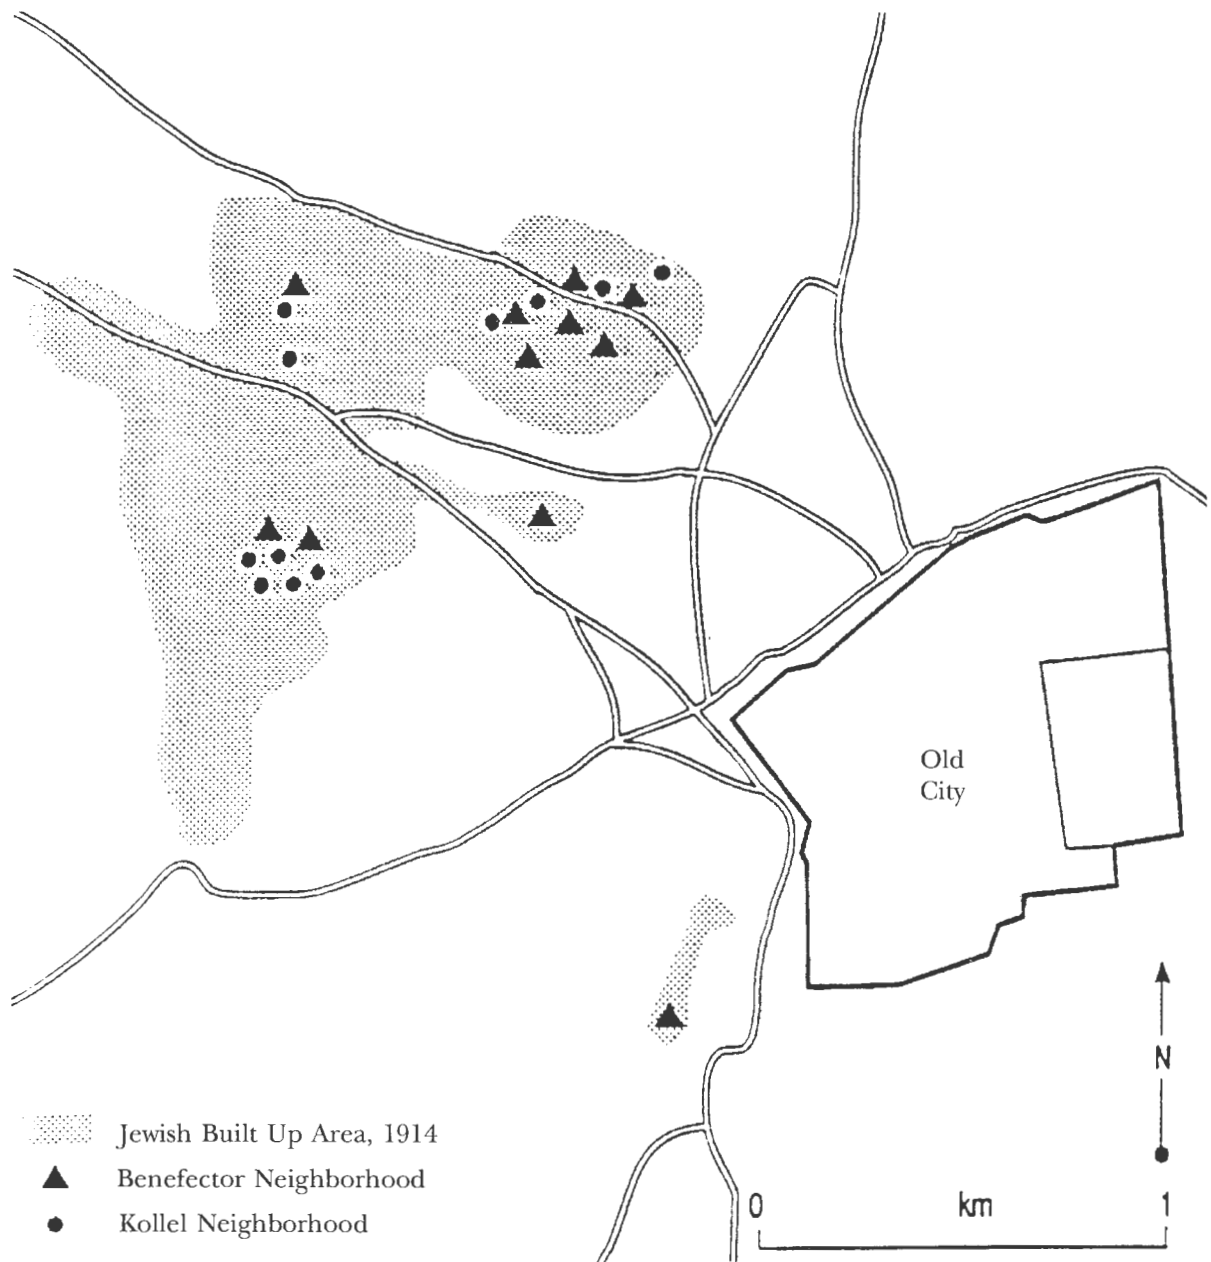 Old
City
Jewish Built Up Area, 1914
Benefector Neighborhood
Kollel Neighborhood
N
0 km 1